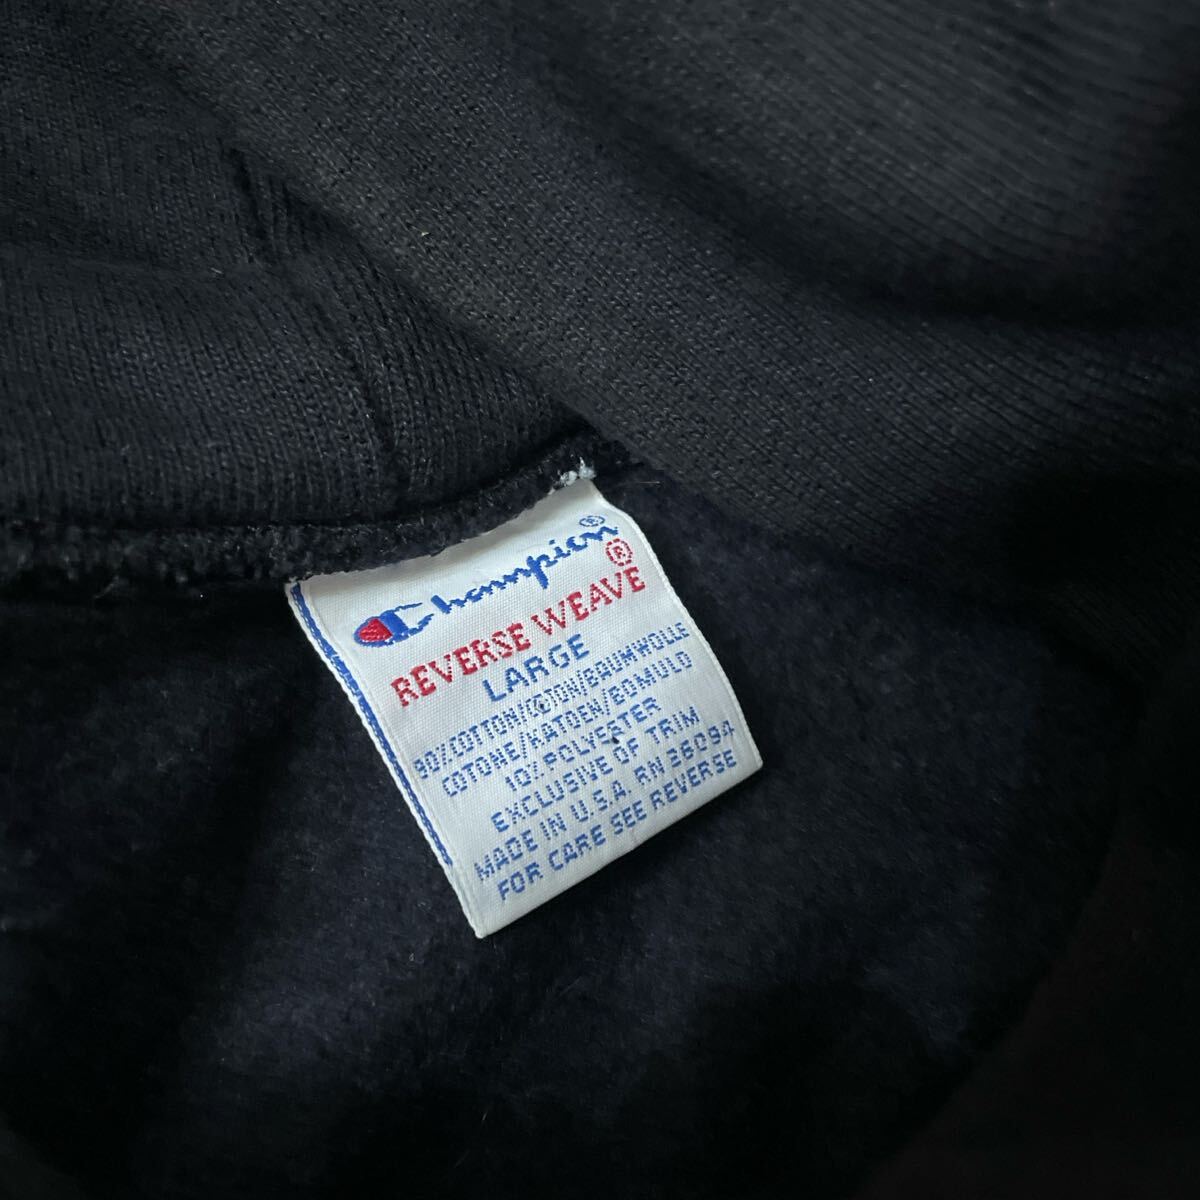 Champion®
REVERSE WEAVE®
LARGE
90% COTTON/COTON/BAUMWOLLE
COTONE/KATOEN/BOMULD
10% POLYESTER
EXCLUSIVE OF TRIM
MADE IN U.S.A. RN 26094
FOR CARE SEE REVERSE